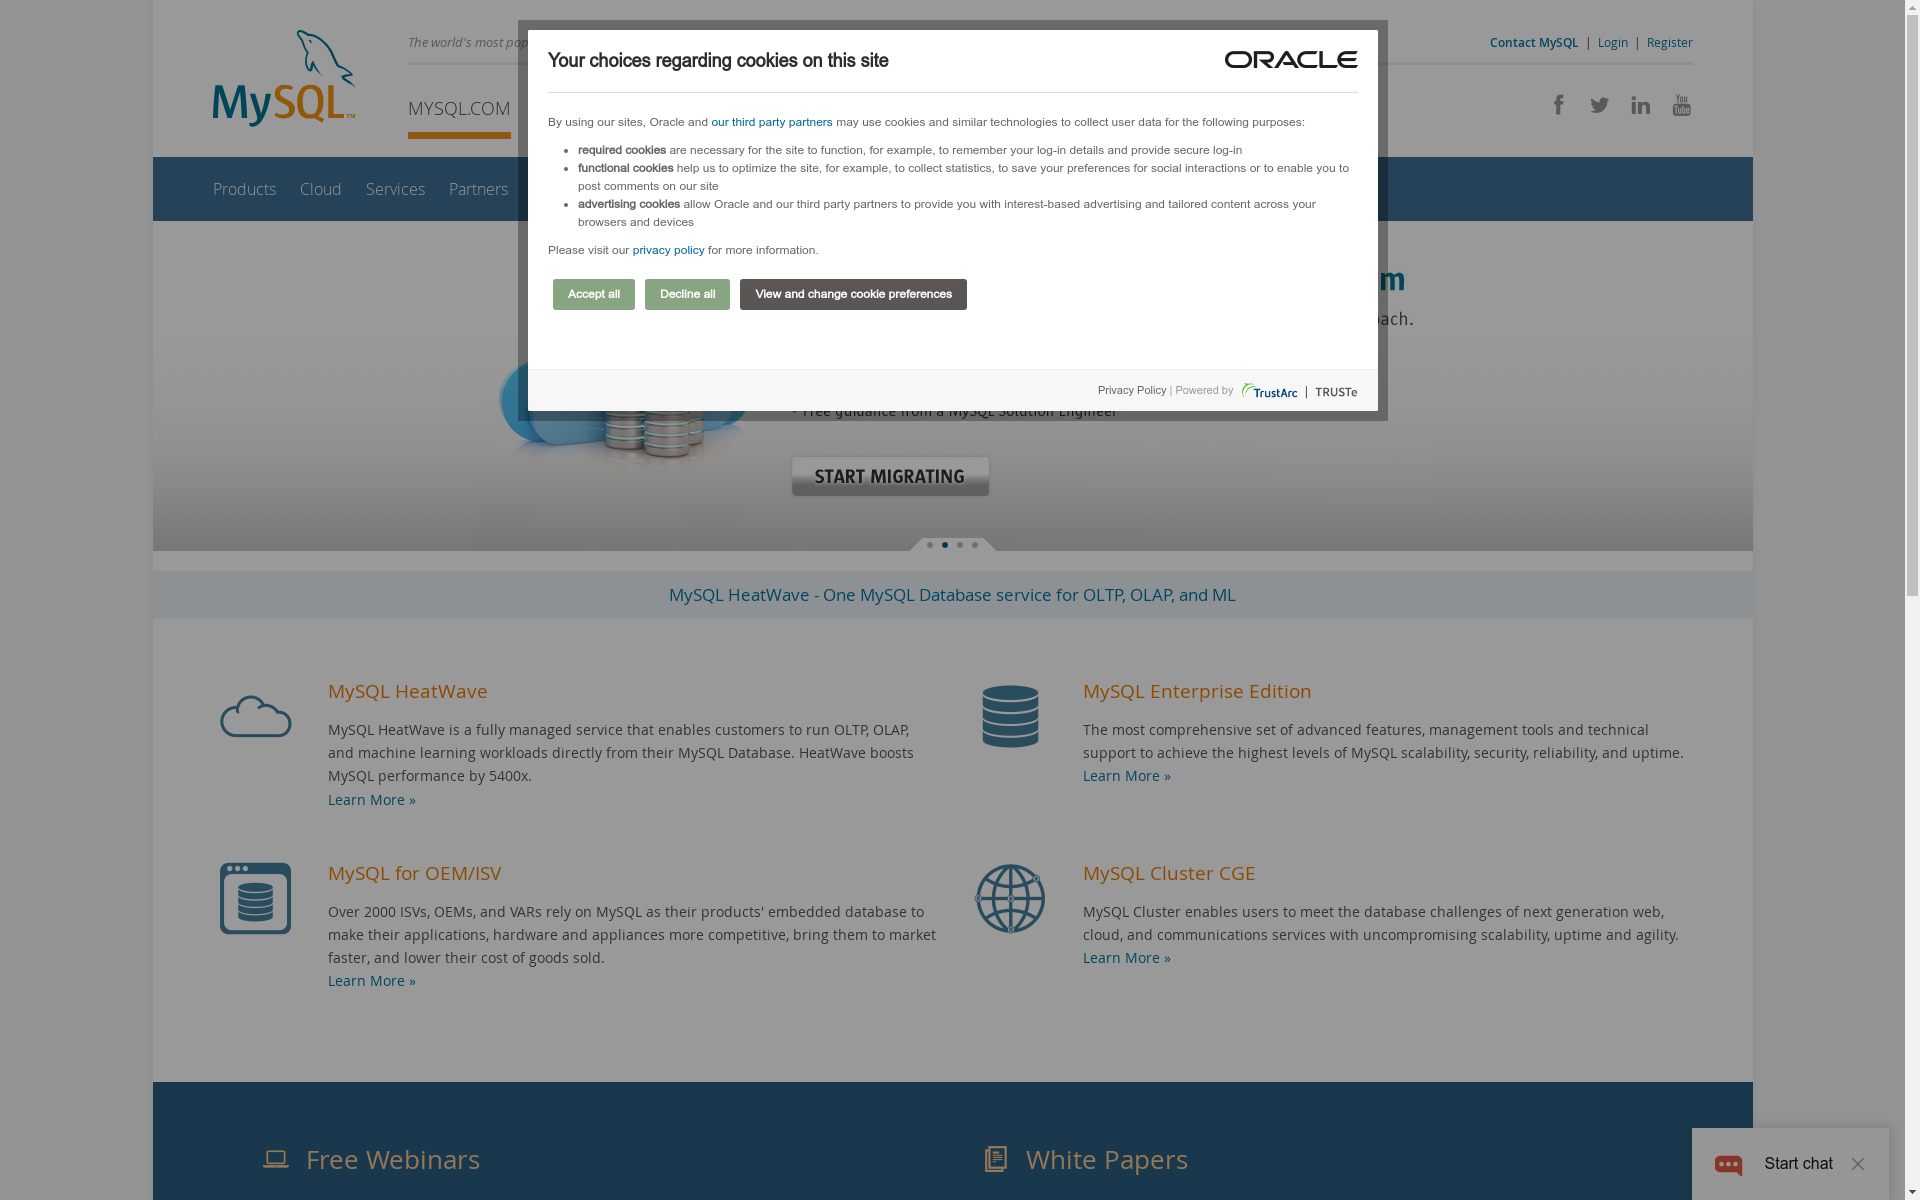 The world's most pop
Contact MySQL | Login | Register
MySQL™
MYSQL.COM
You
Tube
Products Cloud Services Partners
Your choices regarding cookies on this site
ORACLE
By using our sites, Oracle and our third party partners may use cookies and similar technologies to collect user data for the following purposes:
• required cookies are necessary for the site to function, for example, to remember your log-in details and provide secure log-in
• functional cookies help us to optimize the site, for example, to collect statistics, to save your preferences for social interactions or to enable you to
post comments on our site
• advertising cookies allow Oracle and our third party partners to provide you with interest-based advertising and tailored content across your
browsers and devices
Please visit our privacy policy for more information.
Accept all Decline all View and change cookie preferences
Privacy Policy | Powered by TrustArc | TRUSTe
- Free guidance from a MySQL Solution Engineer
START MIGRATING
MySQL HeatWave - One MySQL Database service for OLTP, OLAP, and ML
MySQL HeatWave
MySQL HeatWave is a fully managed service that enables customers to run OLTP, OLAP,
and machine learning workloads directly from their MySQL Database. HeatWave boosts
MySQL performance by 5400x.
Learn More »
MySQL Enterprise Edition
The most comprehensive set of advanced features, management tools and technical
support to achieve the highest levels of MySQL scalability, security, reliability, and uptime.
Learn More »
MySQL for OEM/ISV
Over 2000 ISVs, OEMs, and VARs rely on MySQL as their products' embedded database to
make their applications, hardware and appliances more competitive, bring them to market
faster, and lower their cost of goods sold.
Learn More »
MySQL Cluster CGE
MySQL Cluster enables users to meet the database challenges of next generation web,
cloud, and communications services with uncompromising scalability, uptime and agility.
Learn More »
Free Webinars
White Papers
Start chat